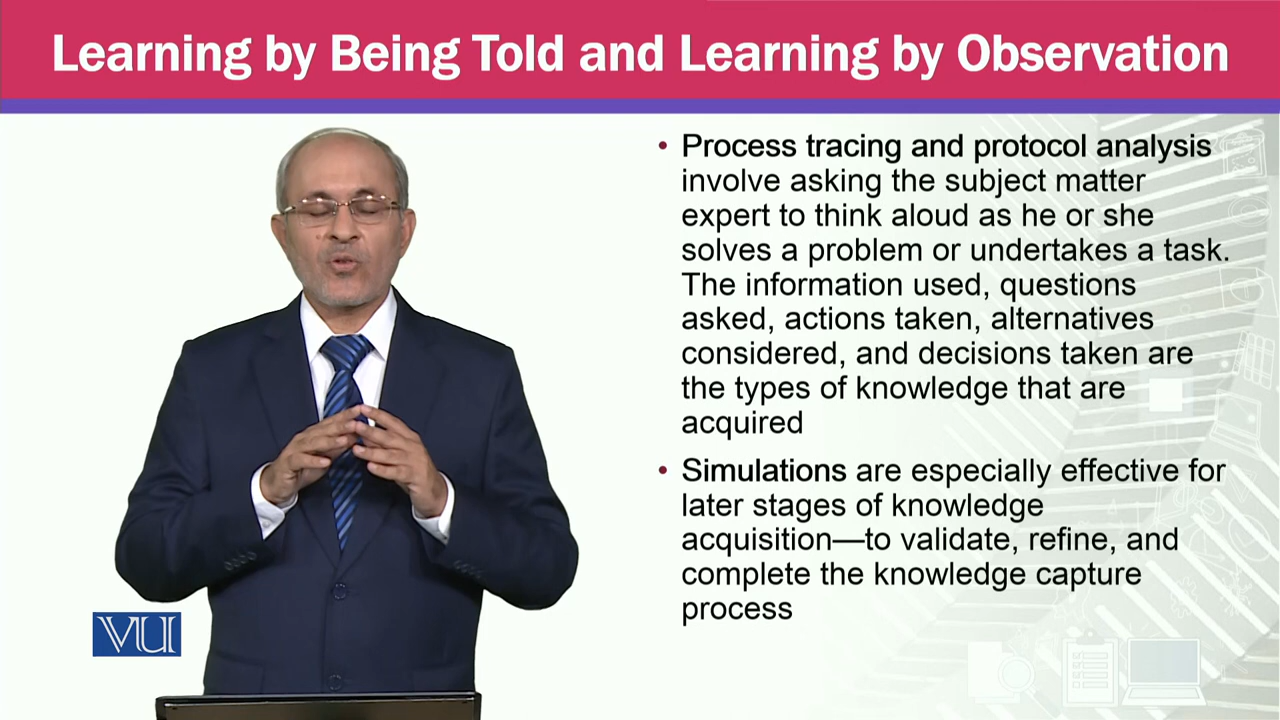 Learning by Being Told and Learning by Observation
• Process tracing and protocol analysis
involve asking the subject matter
expert to think aloud as he or she
solves a problem or undertakes a task.
The information used, questions
asked, actions taken, alternatives
considered, and decisions taken are
the types of knowledge that are
acquired
• Simulations are especially effective for
later stages of knowledge
acquisition—to validate, refine, and
complete the knowledge capture
process
VU